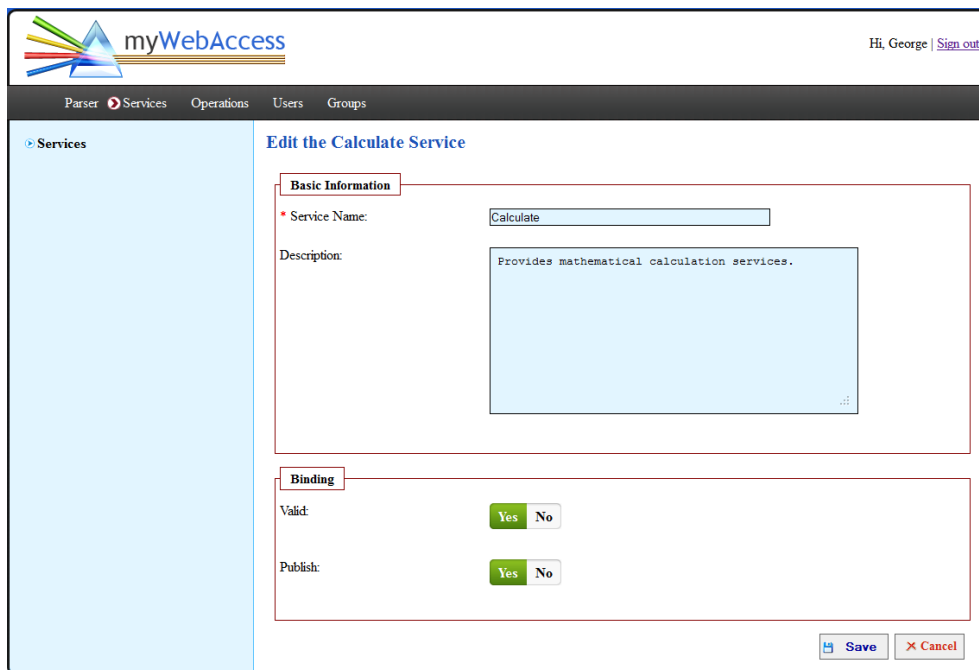 myWebAccess
Hi, George | Sign out
Parser Services Operations Users Groups
Services
Edit the Calculate Service
Basic Information
* Service Name:
Calculate
Description:
Provides mathematical calculation services.
Binding
Valid:
Yes No
Publish:
Yes No
Save Cancel